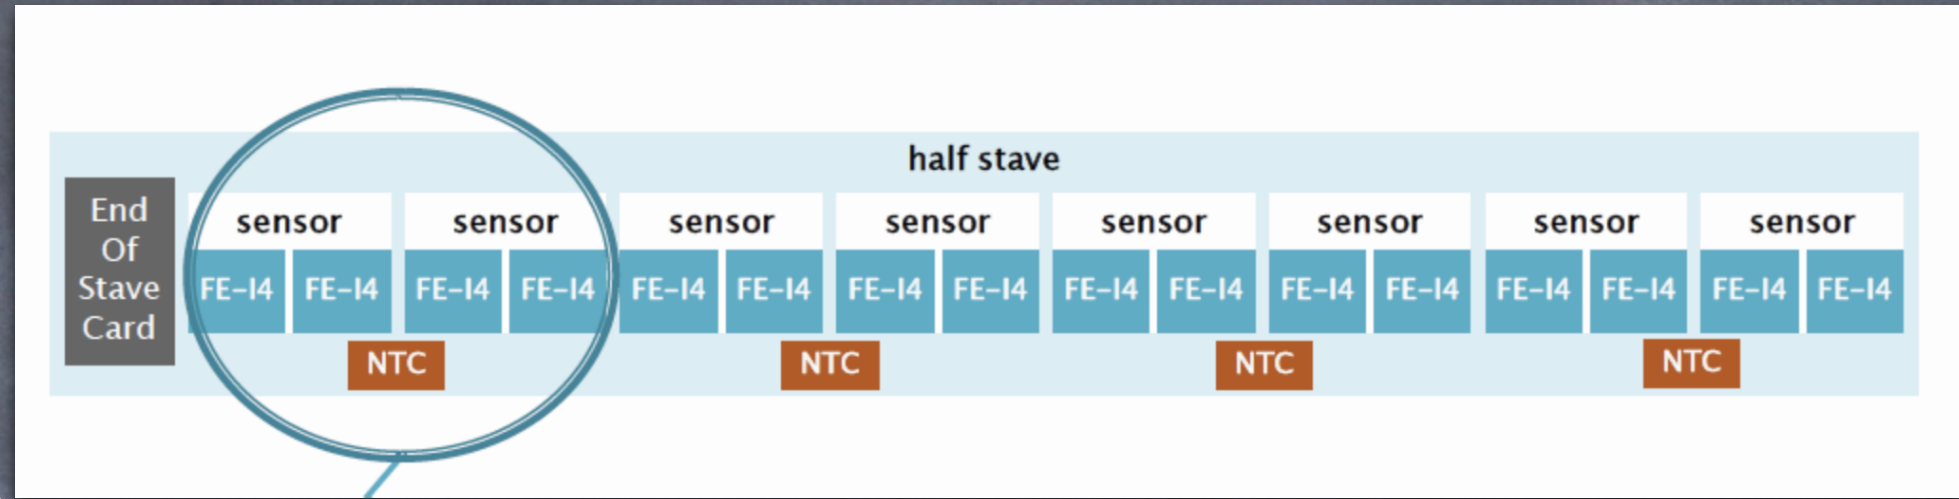 half stave
End
Of
Stave
Card
sensor sensor sensor sensor sensor sensor sensor sensor
FE-I4 FE-I4 FE-I4 FE-I4 FE-I4 FE-I4 FE-I4 FE-I4 FE-I4 FE-I4 FE-I4 FE-I4 FE-I4 FE-I4 FE-I4 FE-I4
NTC NTC NTC NTC